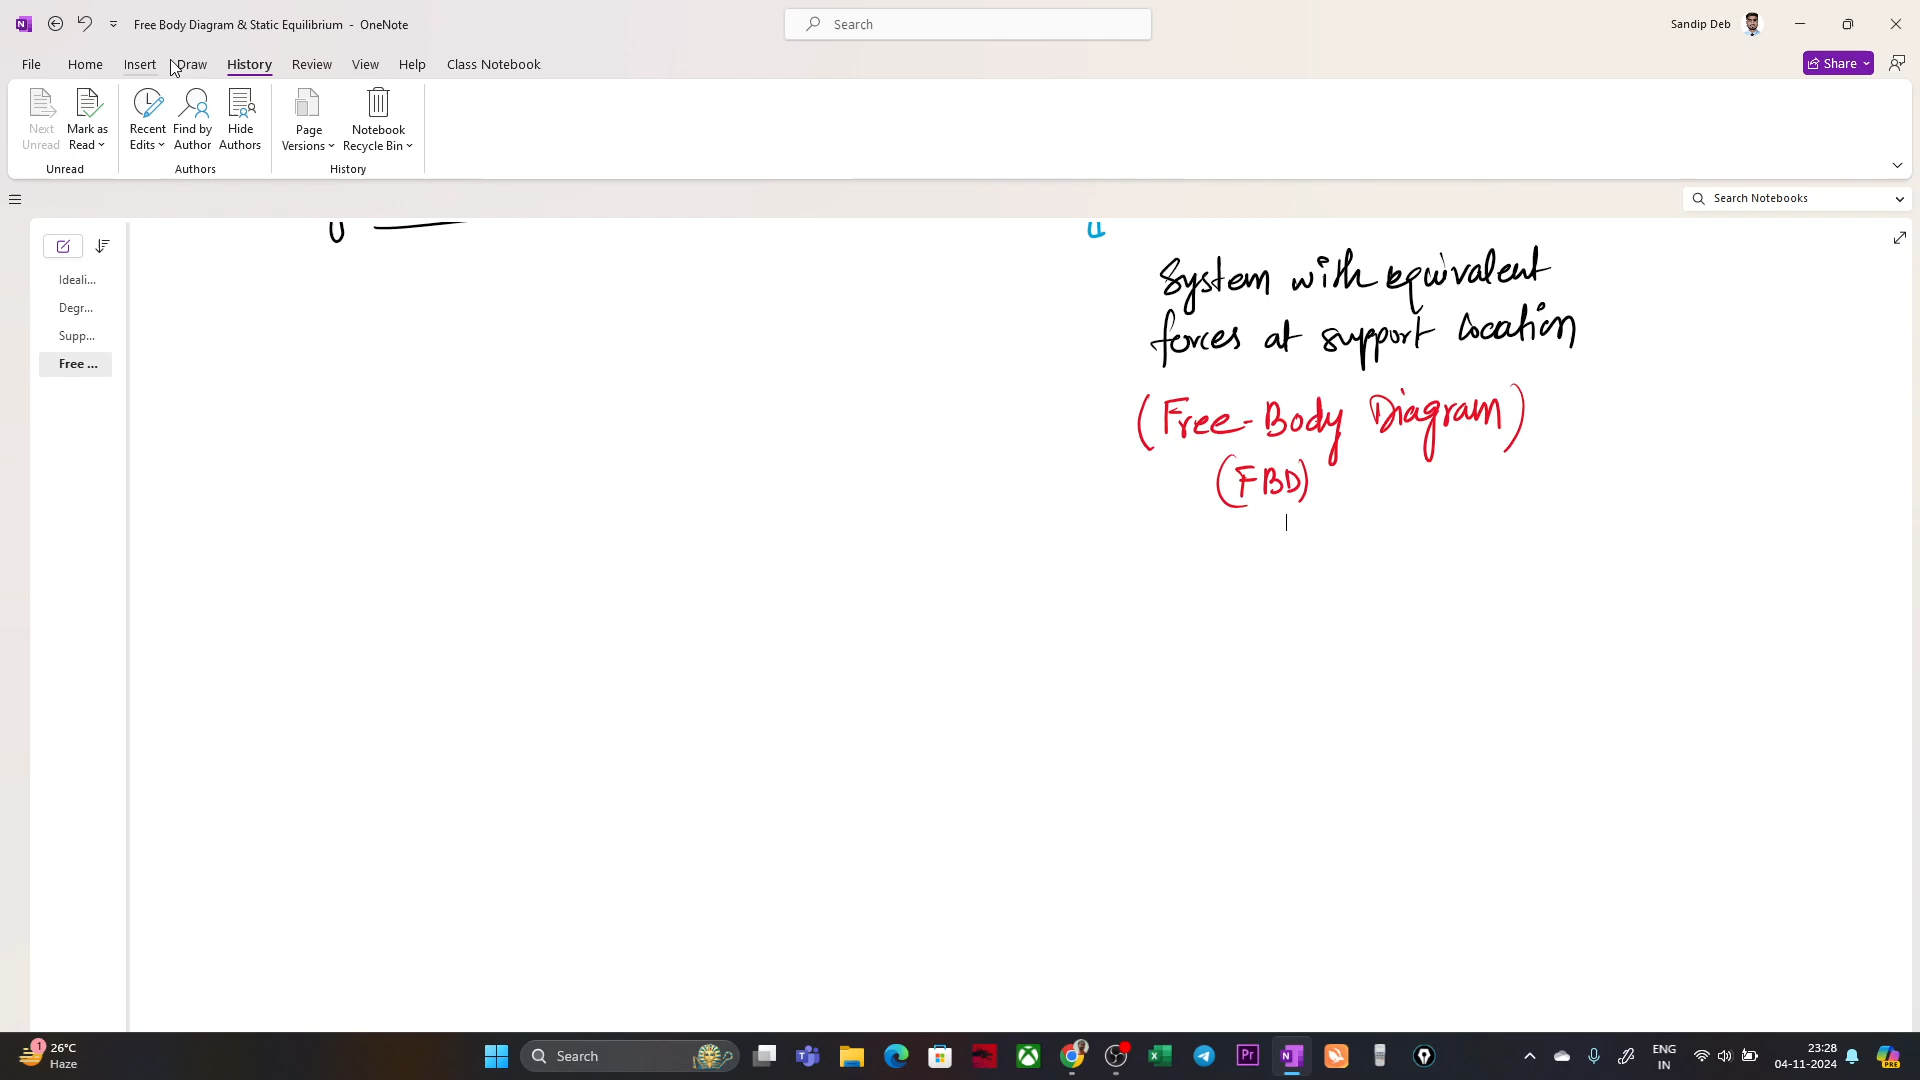 Free Body Diagram & Static Equilibrium - OneNote
Search
Sandip Deb
File Home Insert Draw History Review View Help Class Notebook
Share
Next Unread
Mark as Read
Recent Edits
Find by Author
Hide Authors
Page Versions
Notebook Recycle Bin
Unread
Authors
History
Search Notebooks
Ideali...
Degr...
Supp...
Free ...
System with equivalent
forces at support location
(Free-Body Diagram)
(FBD)
1
26°C
Haze
Search
Pr
N
ENG
IN
23:28
04-11-2024
PRE